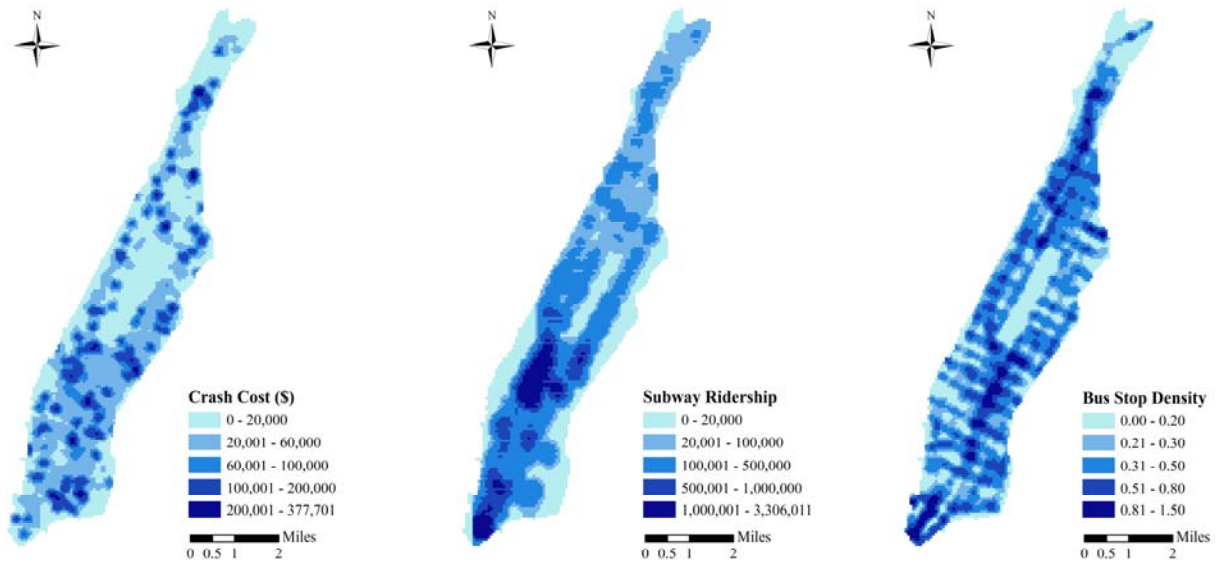 N
Crash Cost ($)
0 - 20,000
20,001 - 60,000
60,001 - 100,000
100,001 - 200,000
200,001 - 377,701
Miles
0 0.5 1 2
N
Subway Ridership
0 - 20,000
20,001 - 100,000
100,001 - 500,000
500,001 - 1,000,000
1,000,001 - 3,306,011
Miles
0 0.5 1 2
N
Bus Stop Density
0.00 - 0.20
0.21 - 0.30
0.31 - 0.50
0.51 - 0.80
0.81 - 1.50
Miles
0 0.5 1 2